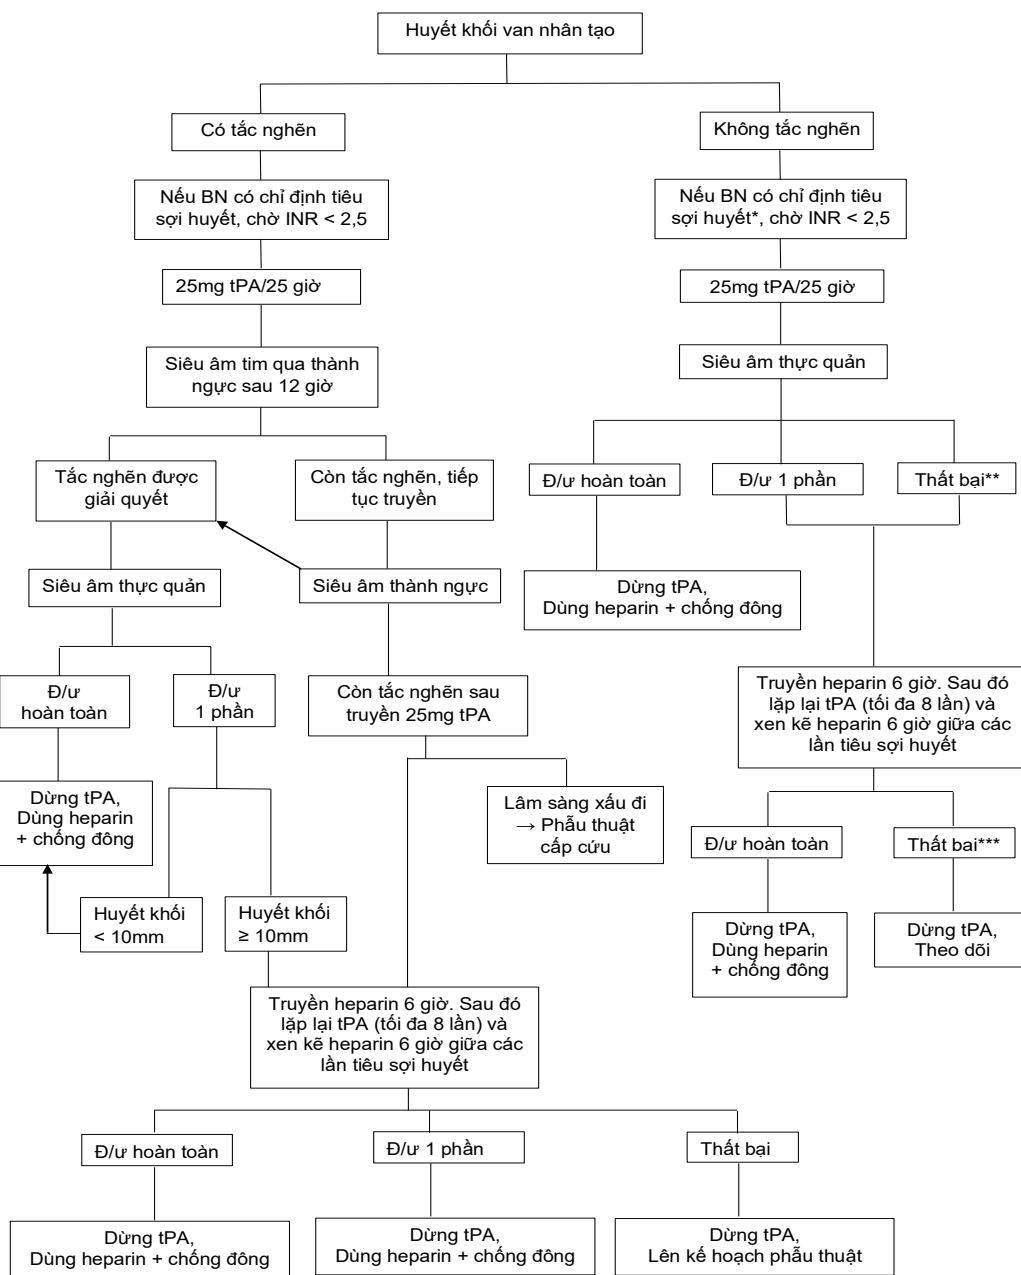 Huyết khối van nhân tạo
Có tắc nghẽn
Không tắc nghẽn
Nếu BN có chỉ định tiêu
sợi huyết, chờ INR < 2,5
Nếu BN có chỉ định tiêu
sợi huyết*, chờ INR < 2,5
25mg tPA/25 giờ
25mg tPA/25 giờ
Siêu âm tim qua thành
ngực sau 12 giờ
Siêu âm thực quản
Tắc nghẽn được
giải quyết
Còn tắc nghẽn, tiếp
tục truyền
Đ/ư hoàn toàn
Đ/ư 1 phần
Thất bại**
Siêu âm thực quản
Siêu âm thành ngực
Dừng tPA,
Dùng heparin + chống đông
Đ/ư
hoàn toàn
Đ/ư
1 phần
Còn tắc nghẽn sau
truyền 25mg tPA
Truyền heparin 6 giờ. Sau đó
lặp lại tPA (tối đa 8 lần) và
xen kẽ heparin 6 giờ giữa các
lần tiêu sợi huyết
Dừng tPA,
Dùng heparin
+ chống đông
Lâm sàng xấu đi
→ Phẫu thuật
cấp cứu
Đ/ư hoàn toàn
Thất bai***
Huyết khối
< 10mm
Huyết khối
≥ 10mm
Dừng tPA,
Dùng heparin
+ chống đông
Dừng tPA,
Theo dõi
Truyền heparin 6 giờ. Sau đó
lặp lại tPA (tối đa 8 lần) và
xen kẽ heparin 6 giờ giữa các
lần tiêu sợi huyết
Đ/ư hoàn toàn
Đ/ư 1 phần
Thất bại
Dừng tPA,
Dùng heparin + chống đông
Dừng tPA,
Dùng heparin + chống đông
Dừng tPA,
Lên kế hoạch phẫu thuật